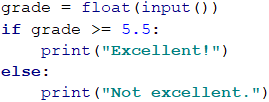 grade = float(input())
if grade >= 5.5:
    print("Excellent!")
else:
    print("Not excellent.")